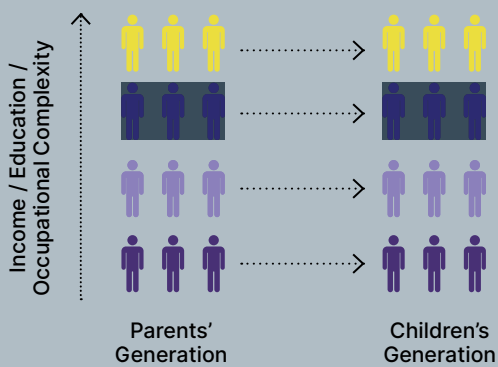 Income / Education /
Occupational Complexity
Parents’
Generation
Children’s
Generation